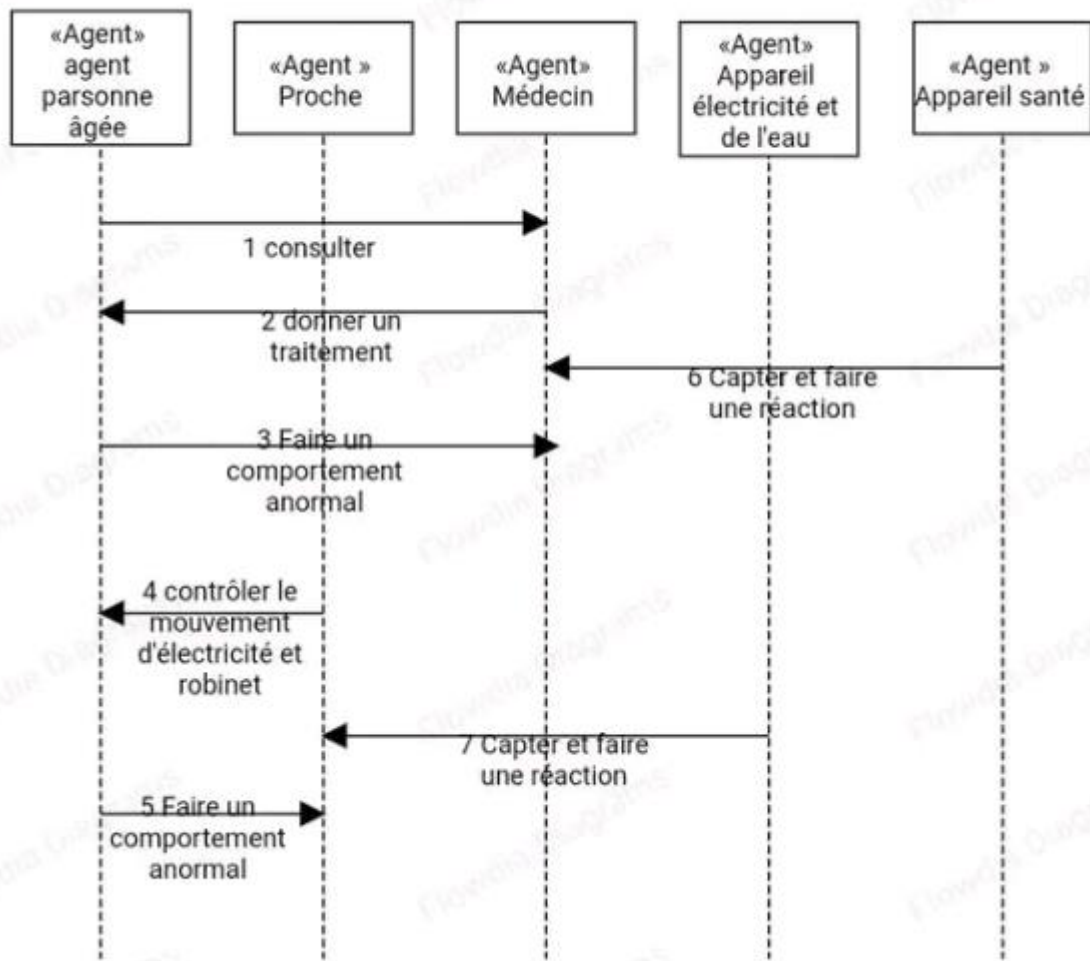 «Agent»
agent
parsonne
âgée
«Agent »
Proche
«Agent»
Médecin
«Agent»
Appareil
électricité et
de l'eau
«Agent »
Appareil santé
1 consulter
2 donner un
traitement
6 Capter et faire
une réaction
3 Faire un
comportement
anormal
4 contrôler le
mouvement
d'électricité et
robinet
7 Capter et faire
une réaction
5 Faire un
comportement
anormal
Flowdia Diagrams